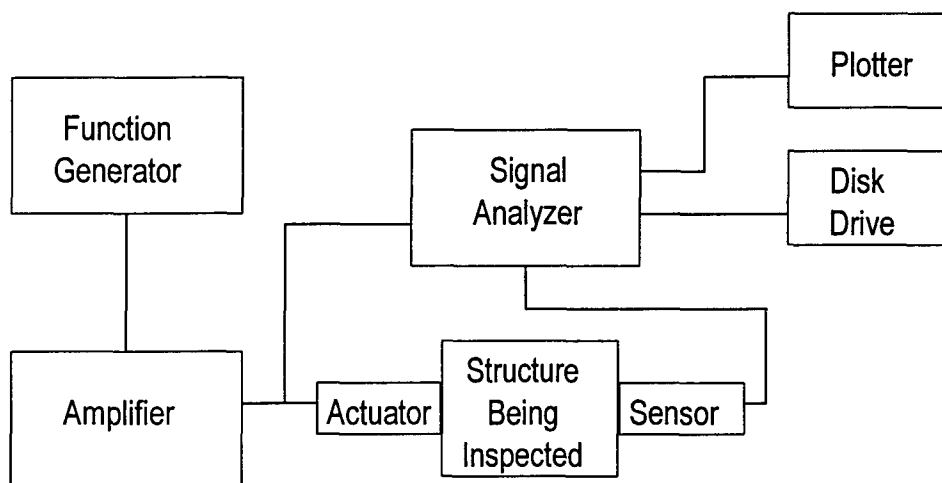 Plotter
Function
Generator
Signal
Analyzer
Disk
Drive
Amplifier
Actuator
Structure
Being
Inspected
Sensor